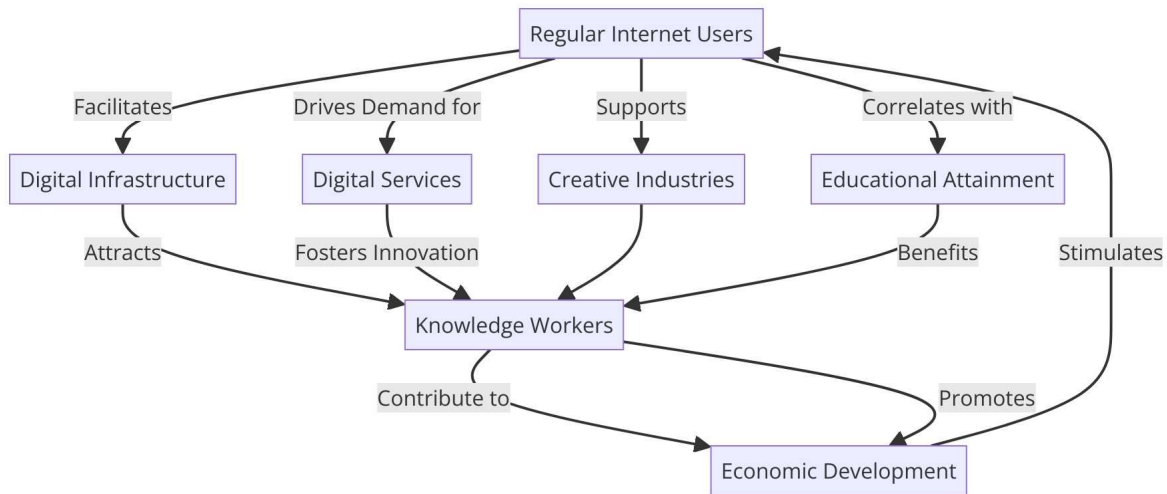 Regular Internet Users
Facilitates
Drives Demand for
Supports
Correlates with
Digital Infrastructure
Digital Services
Creative Industries
Educational Attainment
Attracts
Fosters Innovation
Benefits
Stimulates
Knowledge Workers
Contribute to
Promotes
Economic Development